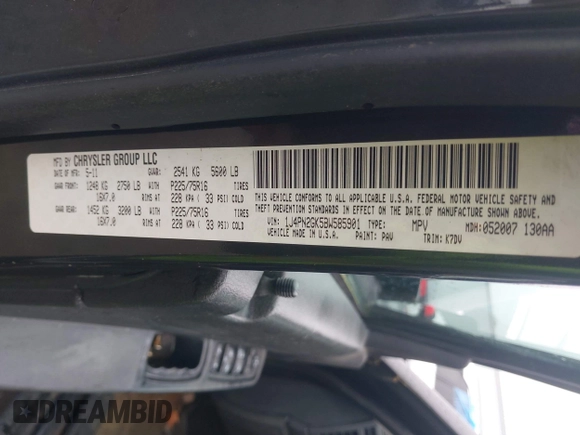 MFD BY CHRYSLER GROUP LLC
DATE OF MFR: 5-11 GVWR: 2541 KG 5600 LB
GAWR FRONT: 1248 KG 2750 LB WITH P225/75R16 TIRES
16X7.0 RIMS AT 228 KPA ( 33 PSI) COLD
GAWR REAR: 1452 KG 3200 LB WITH P225/75R16 TIRES
16X7.0 RIMS AT 228 KPA ( 33 PSI) COLD
THIS VEHICLE CONFORMS TO ALL APPLICABLE U.S.A. FEDERAL MOTOR VEHICLE SAFETY AND
THEFT PREVENTION STANDARDS IN EFFECT ON THE DATE OF MANUFACTURE SHOWN ABOVE.
VIN: 1J4PN2GK5BW585901 TYPE: MPV MDH: 052007 130AA
PAINT: PAV TRIM: K7DV
DREAMBID